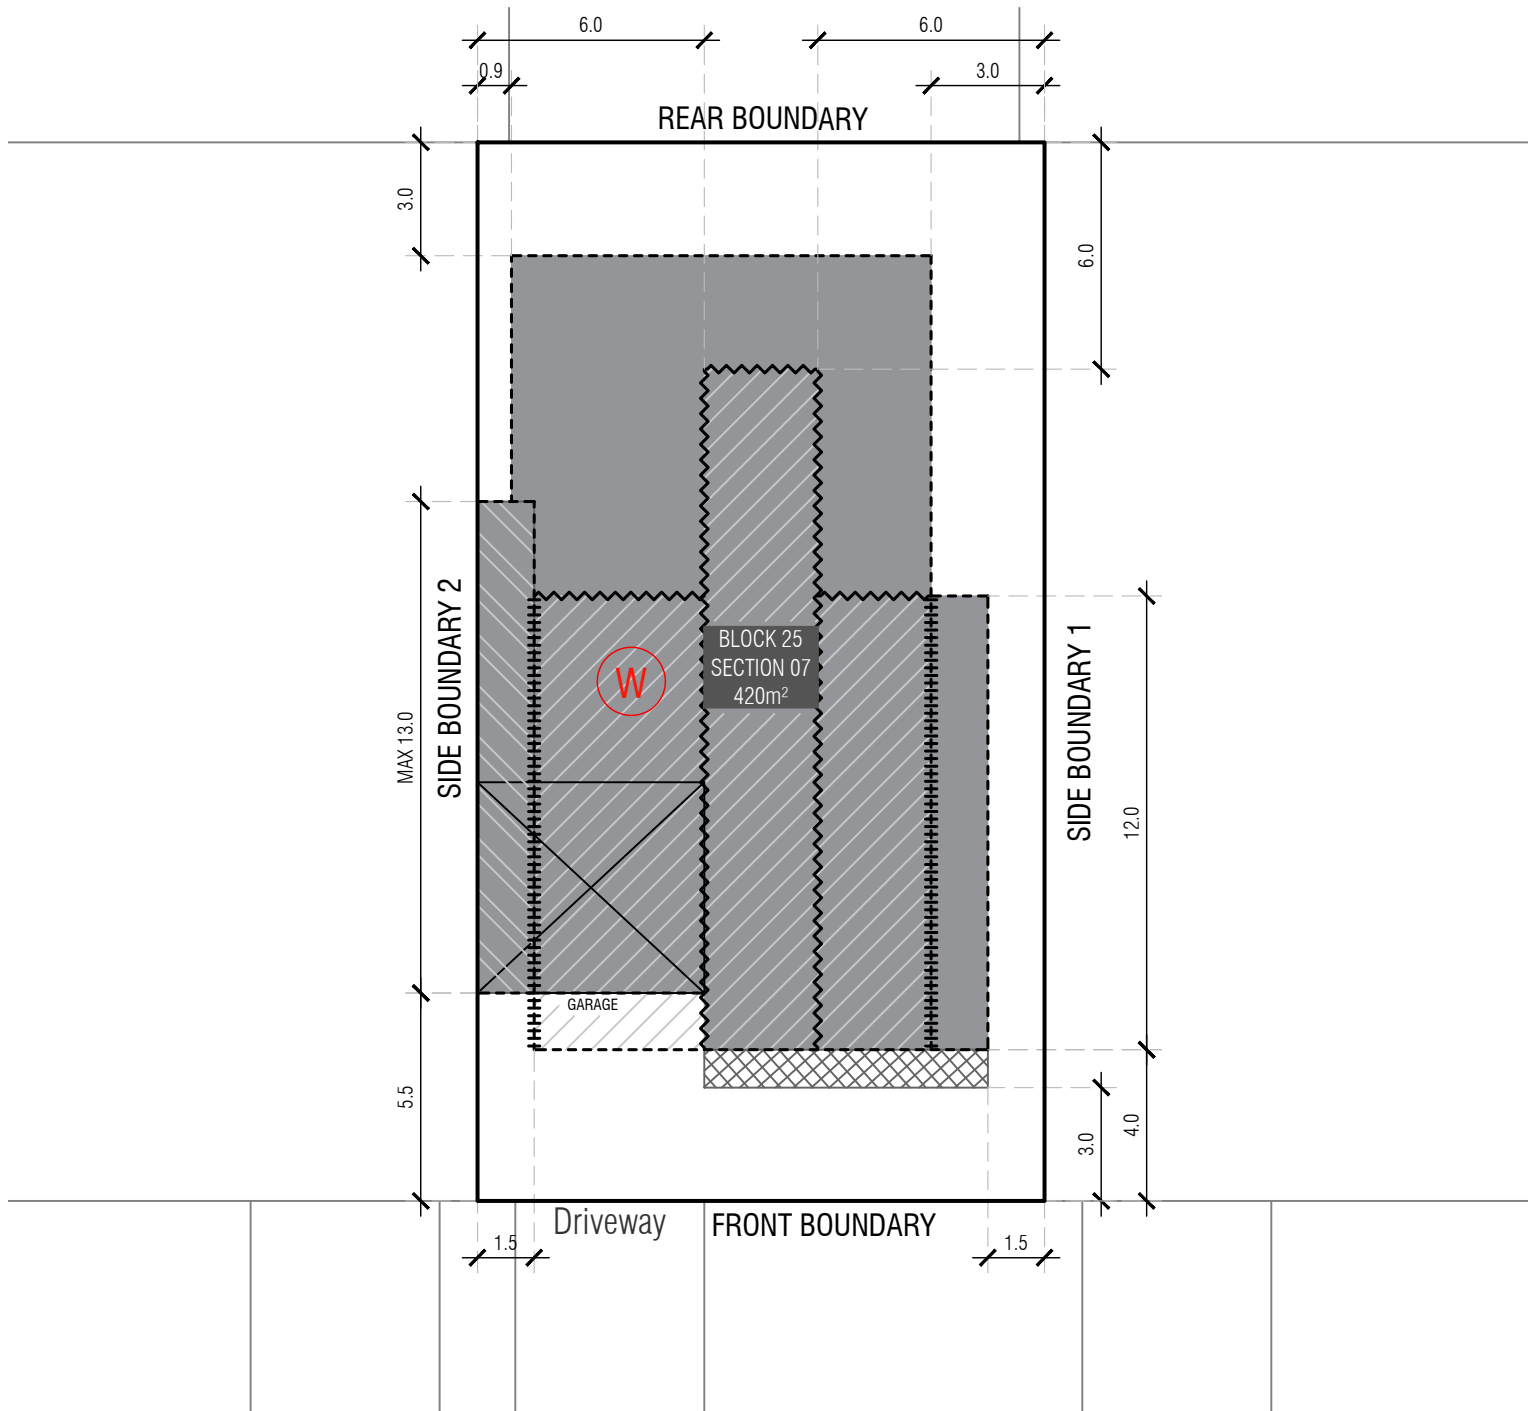 6.0
6.0
0.9
3.0
REAR BOUNDARY
3.0
6.0
SIDE BOUNDARY 2
MAX 13.0
W
BLOCK 25
SECTION 07
420m²
SIDE BOUNDARY 1
12.0
GARAGE
5.5
3.0
4.0
Driveway
FRONT BOUNDARY
1.5
1.5